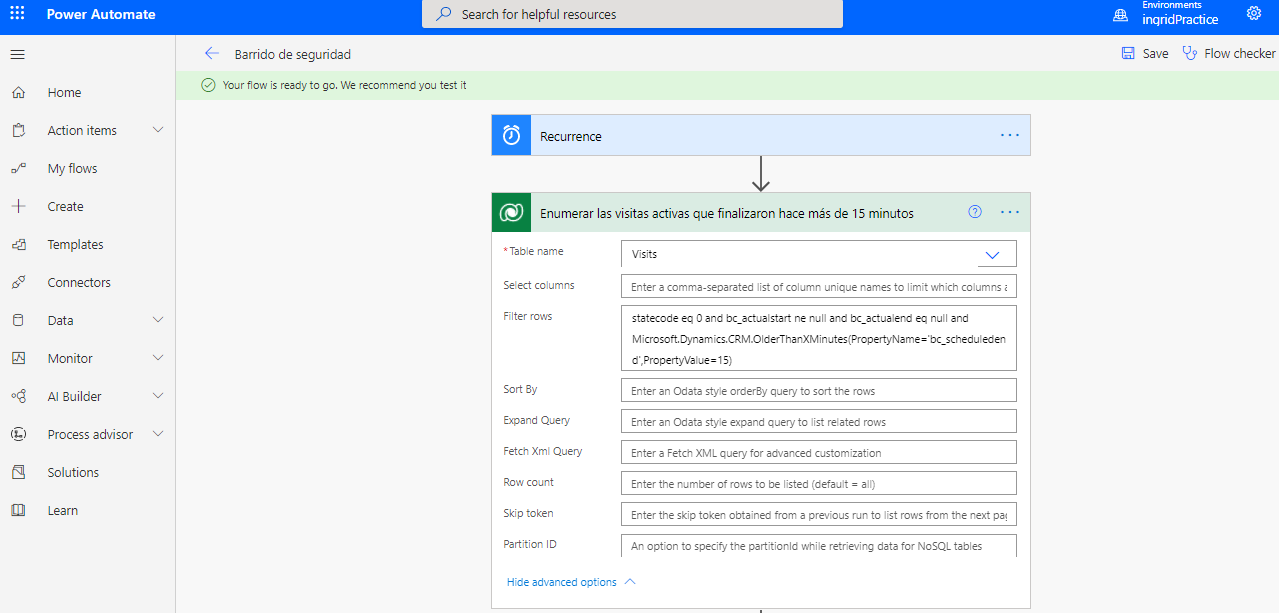 Power Automate
Search for helpful resources
Environments
inqridPractice
Barrido de seguridad
Save
Flow checker
Your flow is ready to go. We recommend you test it
Home
Action items
My flows
Create
Templates
Connectors
Data
Monitor
AI Builder
Process advisor
Solutions
Learn
Recurrence
Enumerar las visitas activas que finalizaron hace más de 15 minutos
*Table name
Visits
Select columns
Enter a comma-separated list of column unique names to limit which columns a
Filter rows
statecode eq 0 and bc_actualstart ne null and bc_actualend eq null and
Microsoft.Dynamics.CRM.OlderThanXMinutes(PropertyName='bc_scheduleden
d',PropertyValue=15)
Sort By
Enter an Odata style orderBy query to sort the rows
Expand Query
Enter an Odata style expand query to list related rows
Fetch Xml Query
Enter a Fetch XML query for advanced customization
Row count
Enter the number of rows to be listed (default = all)
Skip token
Enter the skip token obtained from a previous run to list rows from the next pag
Partition ID
An option to specify the partitionId while retrieving data for NoSQL tables
Hide advanced options